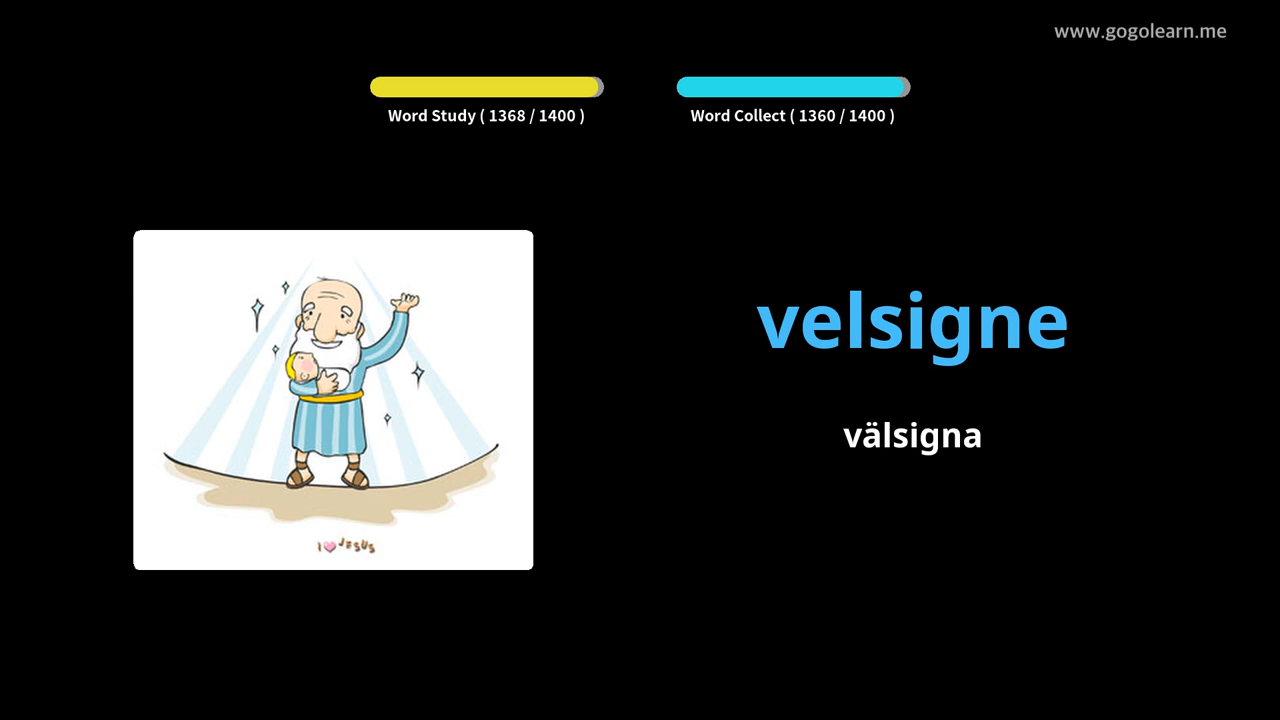 www.gogolearn.me
Word Study ( 1368 / 1400 )
Word Collect ( 1360 / 1400 )
velsigne
välsigna
I ❤ JESUS